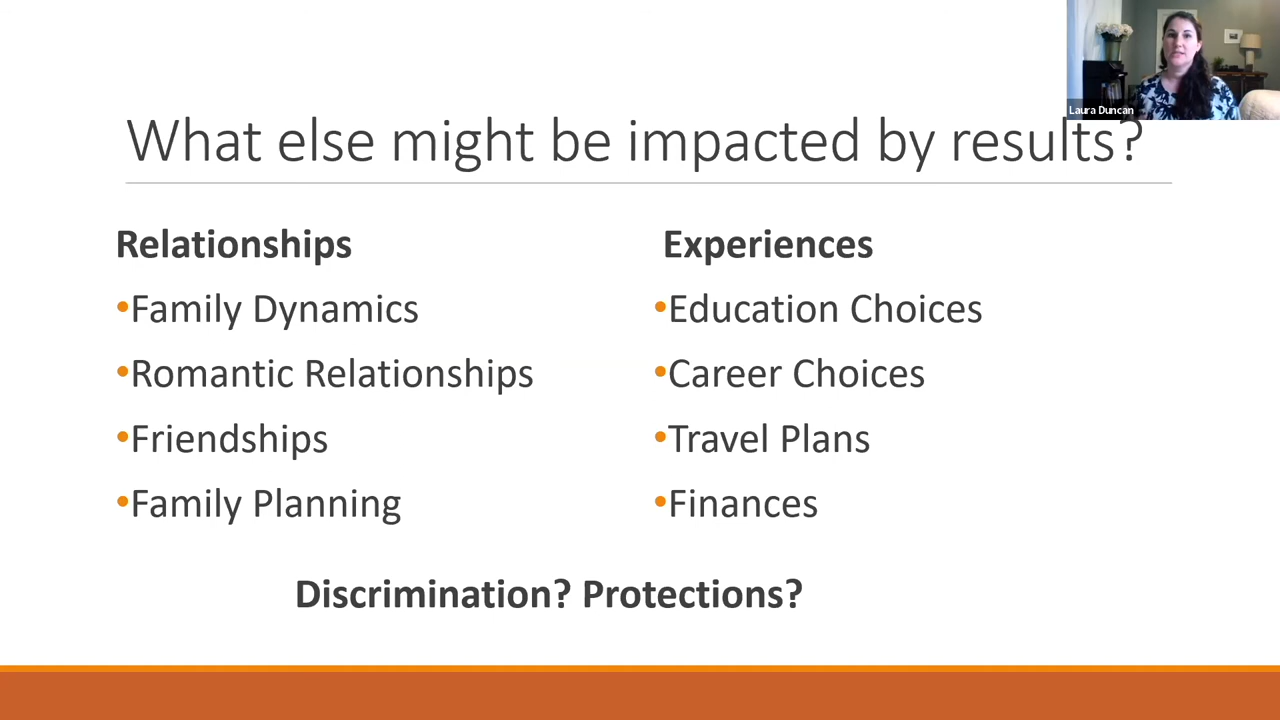 Laura Duncan
What else might be impacted by results?
Relationships
•Family Dynamics
•Romantic Relationships
•Friendships
•Family Planning
Experiences
•Education Choices
•Career Choices
•Travel Plans
•Finances
Discrimination? Protections?